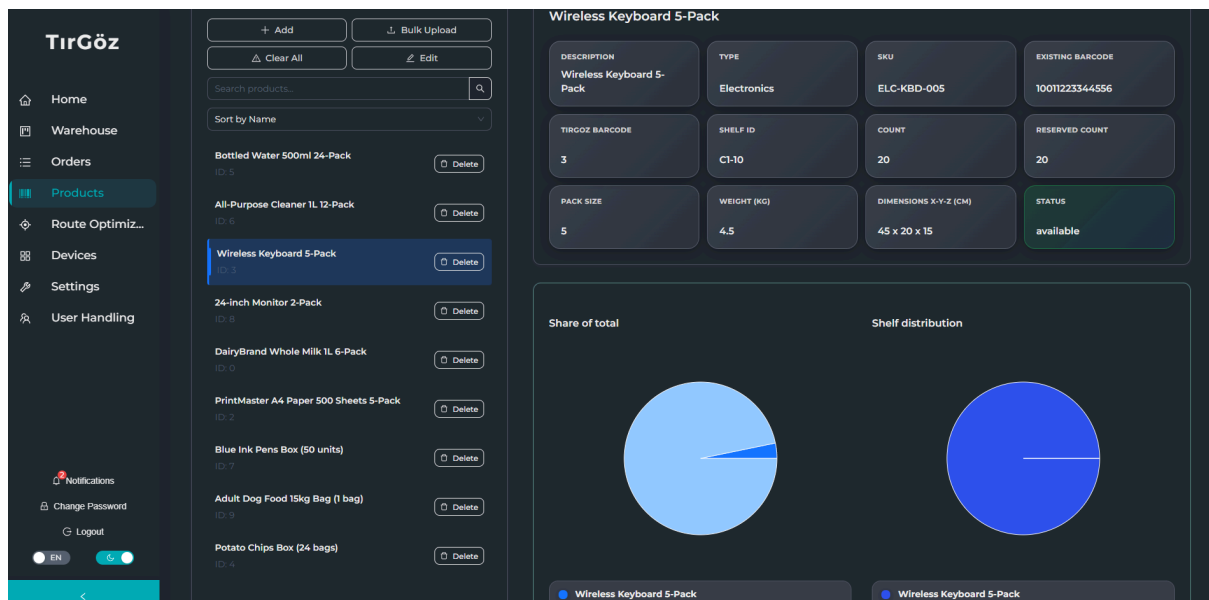 TırGöz
Home
Warehouse
Orders
Products
Route Optimiz...
Devices
Settings
User Handling
2
Notifications
Change Password
Logout
EN
+ Add
Bulk Upload
Clear All
Edit
Search products...
Sort by Name
Bottled Water 500ml 24-Pack
ID: 5
Delete
All-Purpose Cleaner 1L 12-Pack
ID: 6
Delete
Wireless Keyboard 5-Pack
ID: 3
Delete
24-inch Monitor 2-Pack
ID: 8
Delete
DairyBrand Whole Milk 1L 6-Pack
ID: 0
Delete
PrintMaster A4 Paper 500 Sheets 5-Pack
ID: 2
Delete
Blue Ink Pens Box (50 units)
ID: 7
Delete
Adult Dog Food 15kg Bag (1 bag)
ID: 9
Delete
Potato Chips Box (24 bags)
ID: 4
Delete
Wireless Keyboard 5-Pack
DESCRIPTION
Wireless Keyboard 5-
Pack
TYPE
Electronics
SKU
ELC-KBD-005
EXISTING BARCODE
10011223344556
TIRGOZ BARCODE
3
SHELF ID
C1-10
COUNT
20
RESERVED COUNT
20
PACK SIZE
5
WEIGHT (KG)
4.5
DIMENSIONS X-Y-Z (CM)
45 x 20 x 15
STATUS
available
Share of total
Shelf distribution
Wireless Keyboard 5-Pack
Wireless Keyboard 5-Pack